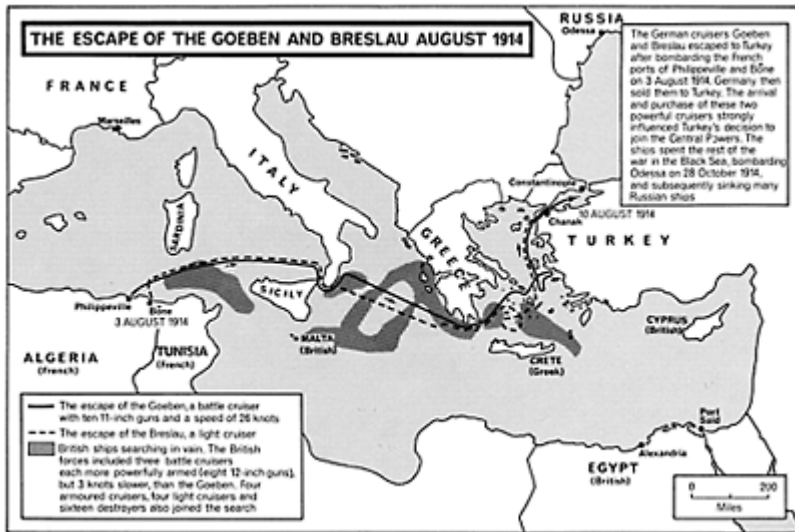 THE ESCAPE OF THE GOEBEN AND BRESLAU AUGUST 1914
RUSSIA
Odessa
The German cruisers Goeben
and Breslau escaped to Turkey
after bombarding the French
ports of Philippeville and Bône
on 3 August 1914. Germany then
sold them to Turkey. The arrival
and purchase of these two
powerful cruisers strongly
influenced Turkey's decision to
join the Central Powers. The
ships spent the rest of the
war in the Black Sea, bombarding
Odessa on 28 October 1914,
and subsequently sinking many
Russian ships
FRANCE
Marseilles
ITALY
SARDINIA
Constantinople
Chanak
10 AUGUST 1914
GREECE
TURKEY
SICILY
Philippeville
Bône
3 AUGUST 1914
MALTA
(British)
CYPRUS
(British)
ALGERIA
(French)
TUNISIA
(French)
CRETE
(Greek)
The escape of the Goeben, a battle cruiser
with ten 11-inch guns and a speed of 26 knots
The escape of the Breslau, a light cruiser
British ships searching in vain. The British
forces included three battle cruisers
each more powerfully armed (eight 12-inch guns),
but 3 knots slower, than the Goeben. Four
armoured cruisers, four light cruisers and
sixteen destroyers also joined the search
Port
Said
Alexandria
EGYPT
(British)
0 200
Miles